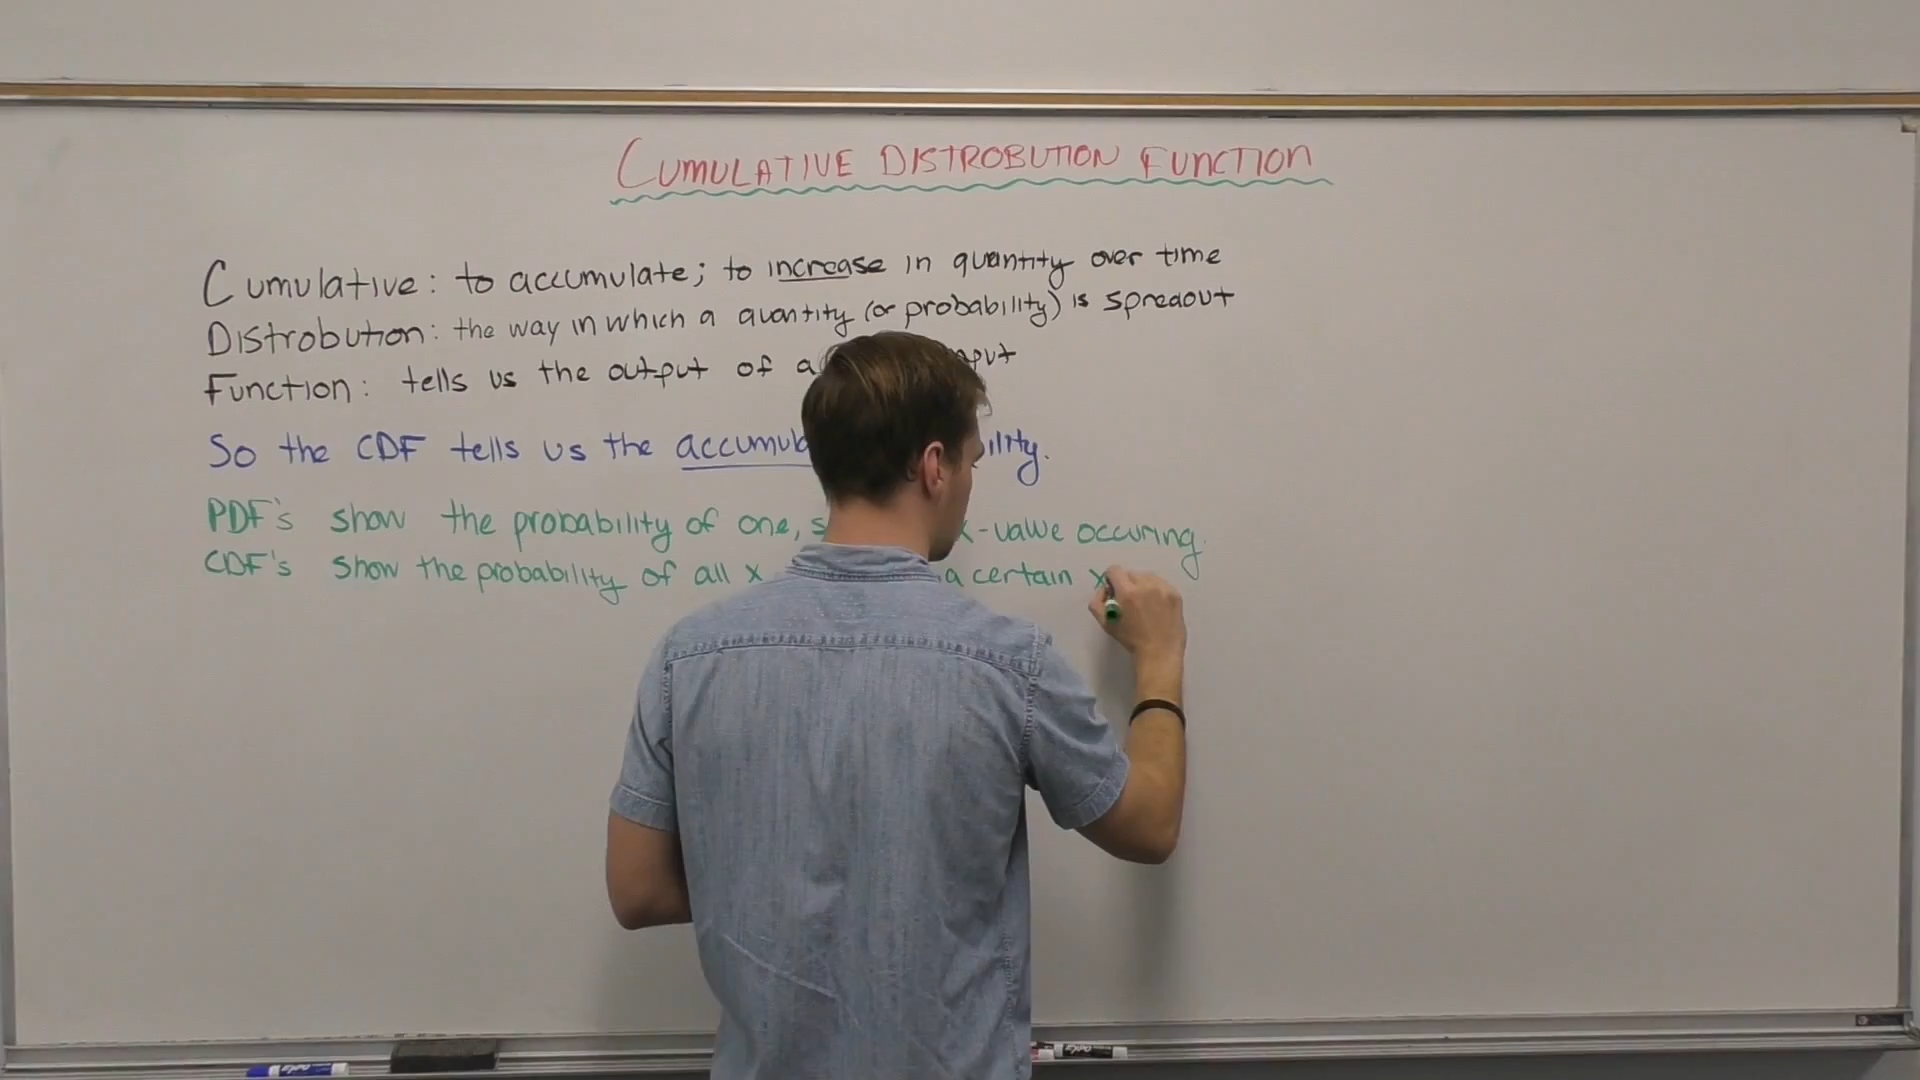 CUMULATIVE DISTROBUTION FUNCTION
Cumulative: to accumulate; to increase in quantity over time
Distrobution: the way in which a quantity (or probability) is spreadout
Function: tells us the output of a
So the CDF tells us the
PDF's show the probability of one, x-value occuring.
CDF's show the probability of all x a certain x